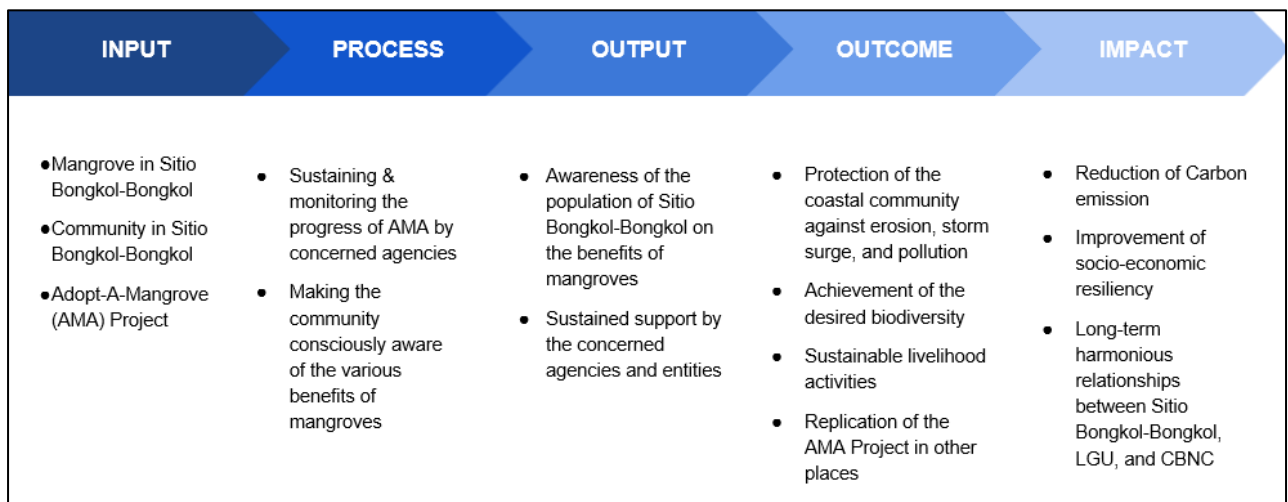 INPUT
PROCESS
OUTPUT
OUTCOME
IMPACT
●Mangrove in Sitio
Bongkol-Bongkol
●Community in Sitio
Bongkol-Bongkol
●Adopt-A-Mangrove
(AMA) Project
● Sustaining &
monitoring the
progress of AMA by
concerned agencies
● Making the
community
consciously aware
of the various
benefits of
mangroves
● Awareness of the
population of Sitio
Bongkol-Bongkol on
the benefits of
mangroves
● Sustained support by
the concerned
agencies and entities
● Protection of the
coastal community
against erosion, storm
surge, and pollution
● Achievement of the
desired biodiversity
● Sustainable livelihood
activities
● Replication of the
AMA Project in other
places
● Reduction of Carbon
emission
● Improvement of
socio-economic
resiliency
● Long-term
harmonious
relationships
between Sitio
Bongkol-Bongkol,
LGU, and CBNC